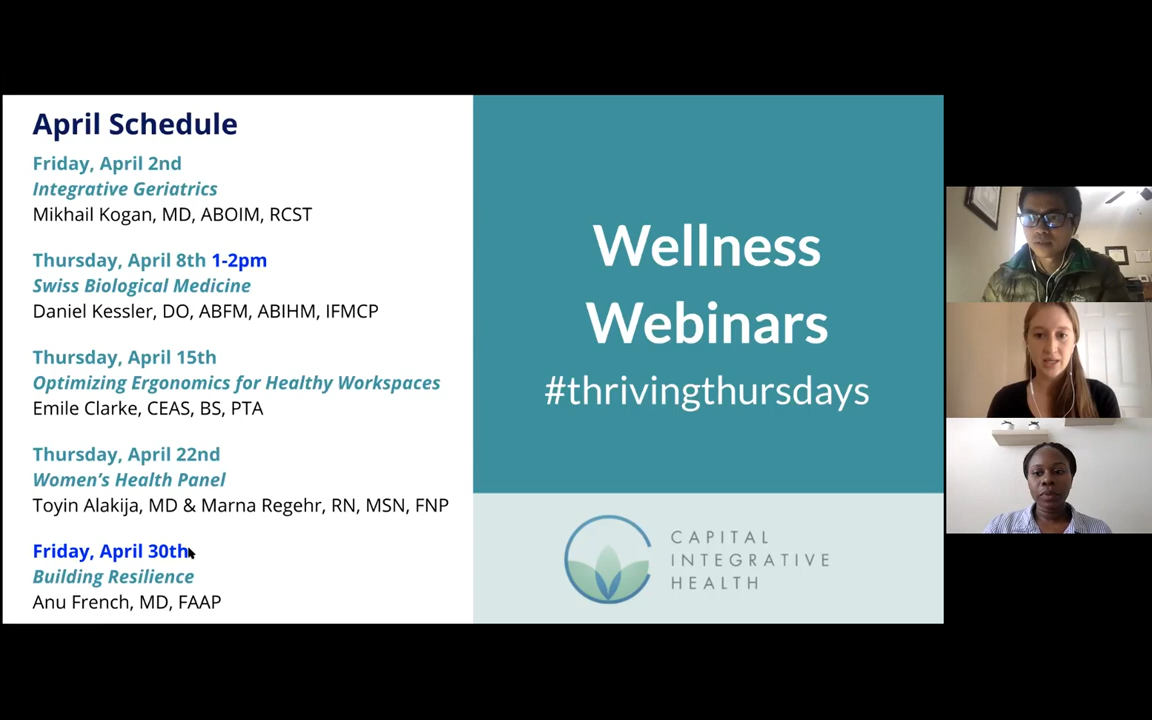 April Schedule
Friday, April 2nd
Integrative Geriatrics
Mikhail Kogan, MD, ABOIM, RCST
Thursday, April 8th 1-2pm
Swiss Biological Medicine
Daniel Kessler, DO, ABFM, ABIHM, IFMCP
Thursday, April 15th
Optimizing Ergonomics for Healthy Workspaces
Emile Clarke, CEAS, BS, PTA
Thursday, April 22nd
Women's Health Panel
Toyin Alakija, MD & Marna Regehr, RN, MSN, FNP
Friday, April 30th
Building Resilience
Anu French, MD, FAAP
Wellness
Webinars
#thrivingthursdays
CAPITAL
INTEGRATIVE
HEALTH